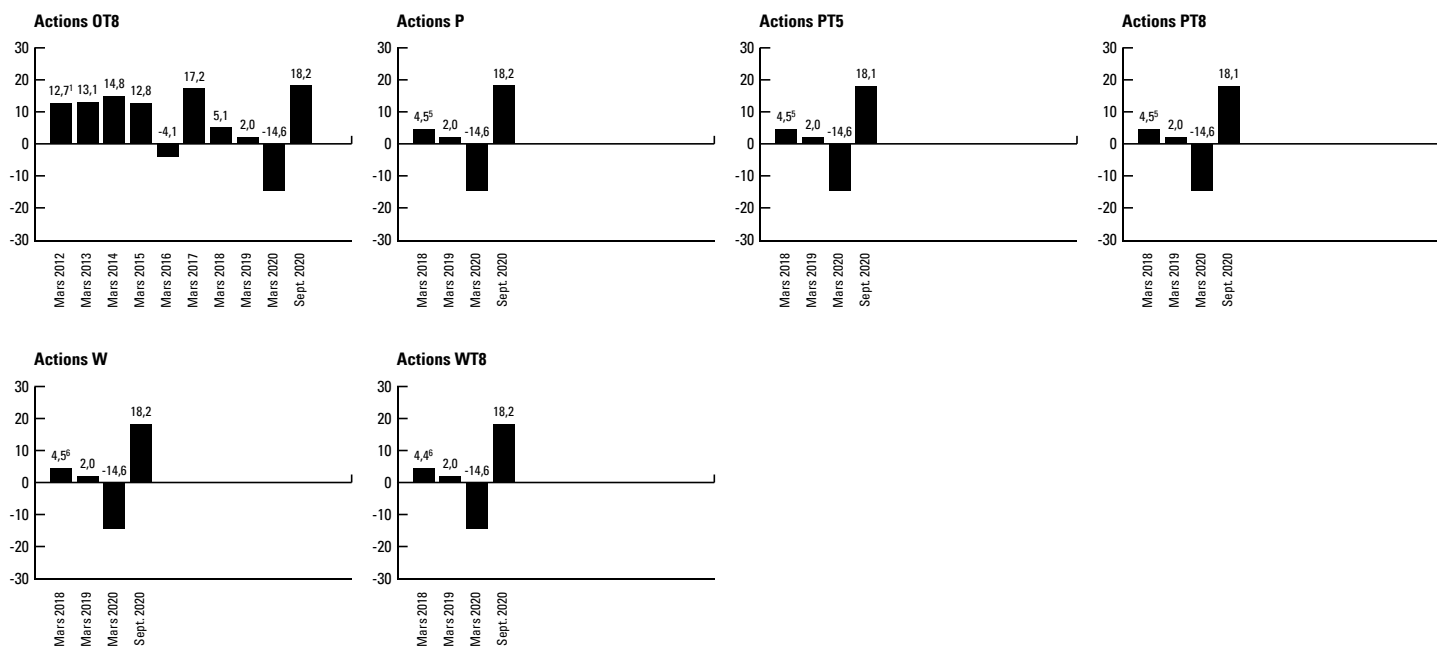 Actions OT8
30
20
10
0
-10
-20
-30
12,7¹
13,1
14,8
12,8
-4,1
17,2
5,1
2,0
-14,6
18,2
Mars 2012
Mars 2013
Mars 2014
Mars 2015
Mars 2016
Mars 2017
Mars 2018
Mars 2019
Mars 2020
Sept. 2020
Actions P
30
20
10
0
-10
-20
-30
4,5⁵
2,0
-14,6
18,2
Mars 2018
Mars 2019
Mars 2020
Sept. 2020
Actions PT5
30
20
10
0
-10
-20
-30
4,5⁵
2,0
-14,6
18,1
Mars 2018
Mars 2019
Mars 2020
Sept. 2020
Actions PT8
30
20
10
0
-10
-20
-30
4,5⁵
2,0
-14,6
18,1
Mars 2018
Mars 2019
Mars 2020
Sept. 2020
Actions W
30
20
10
0
-10
-20
-30
4,5⁶
2,0
-14,6
18,2
Mars 2018
Mars 2019
Mars 2020
Sept. 2020
Actions WT8
30
20
10
0
-10
-20
-30
4,4⁶
2,0
-14,6
18,2
Mars 2018
Mars 2019
Mars 2020
Sept. 2020